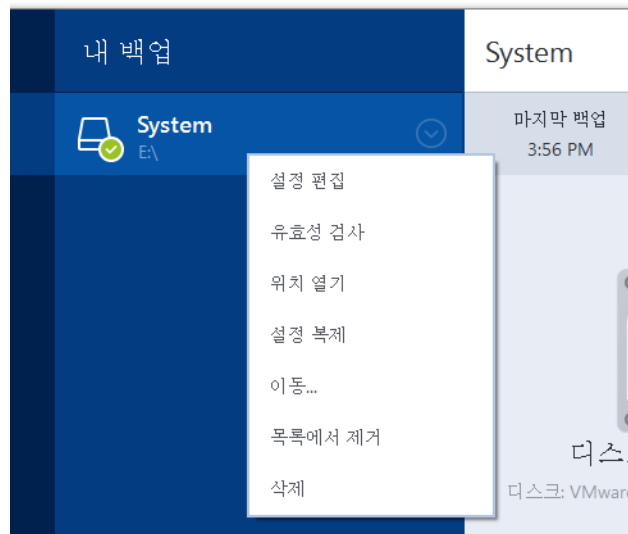 내 백업
System
System
E:\
마지막 백업
3:56 PM
설정 편집
유효성 검사
위치 열기
설정 복제
이동...
목록에서 제거
삭제
디스크: VMware